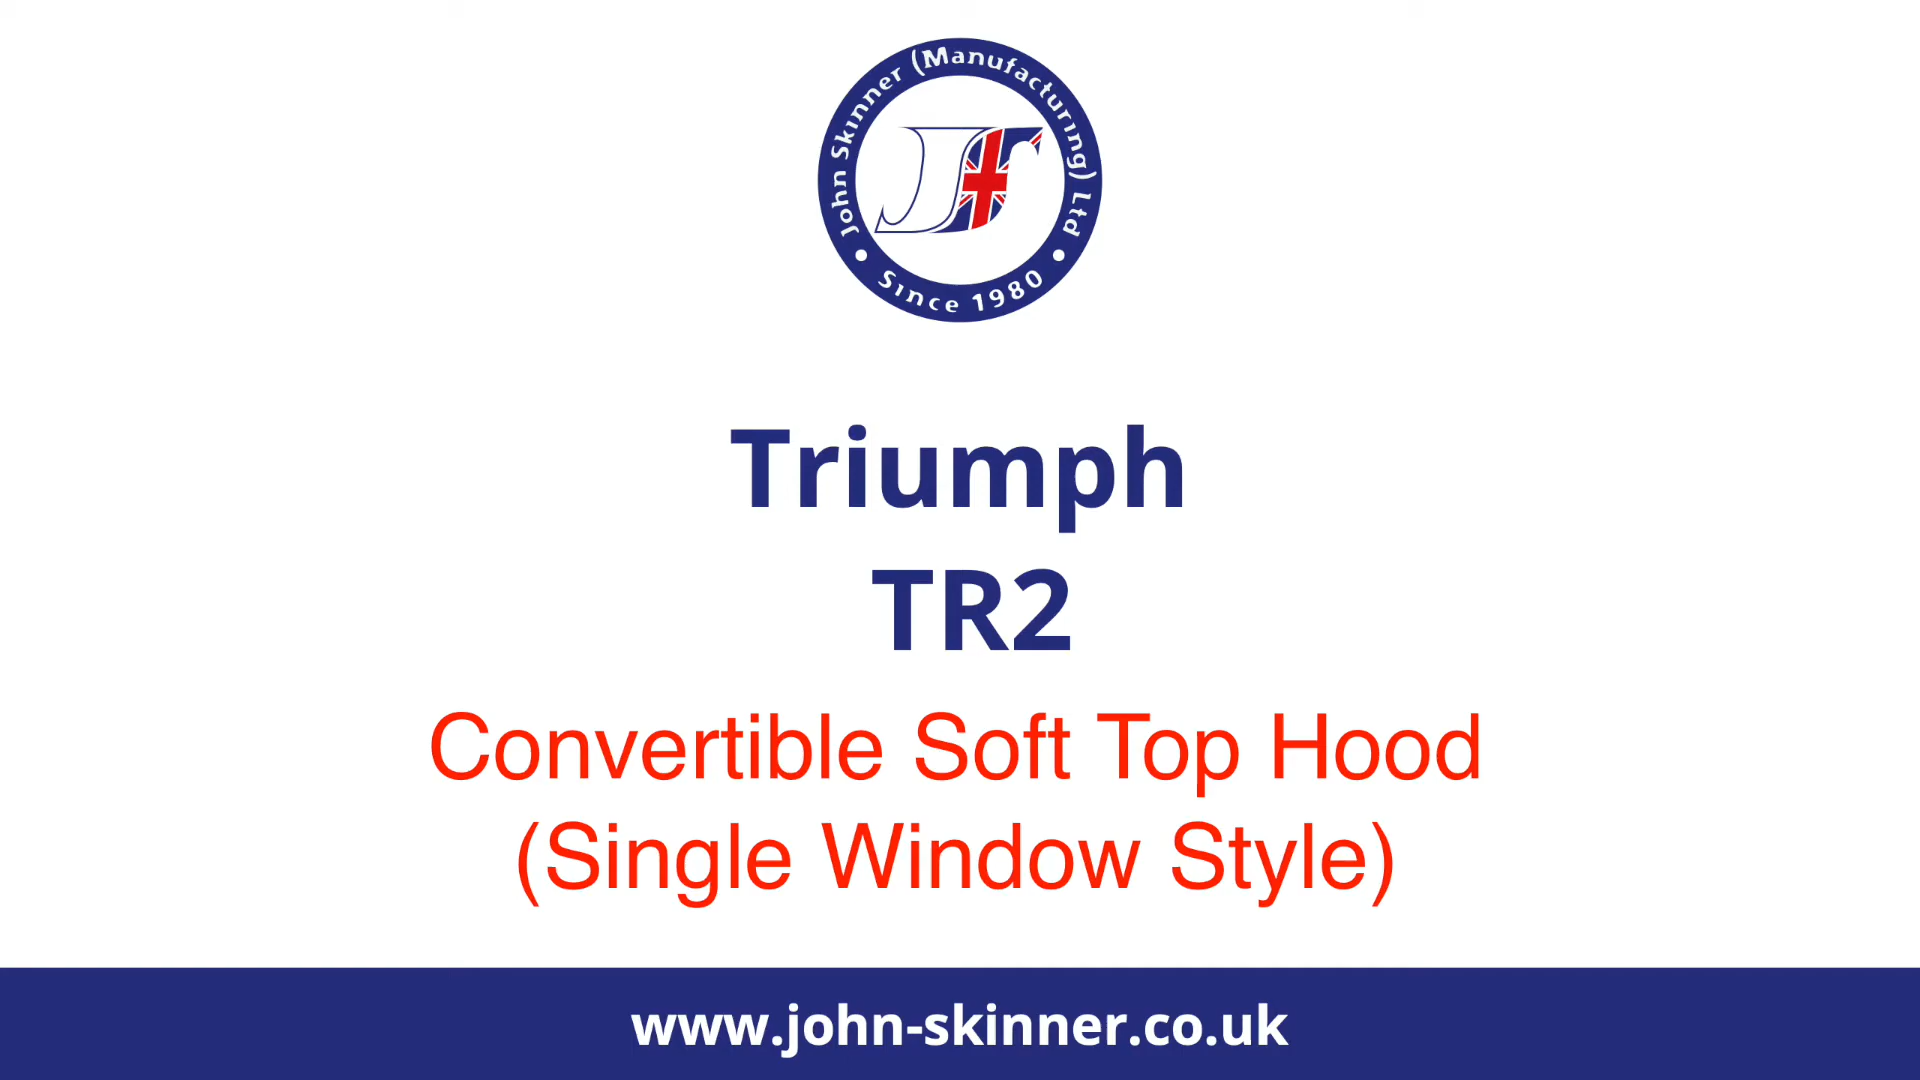 John Skinner (Manufacturing) Ltd
JS
Since 1980
Triumph
TR2
Convertible Soft Top Hood
(Single Window Style)
www.john-skinner.co.uk